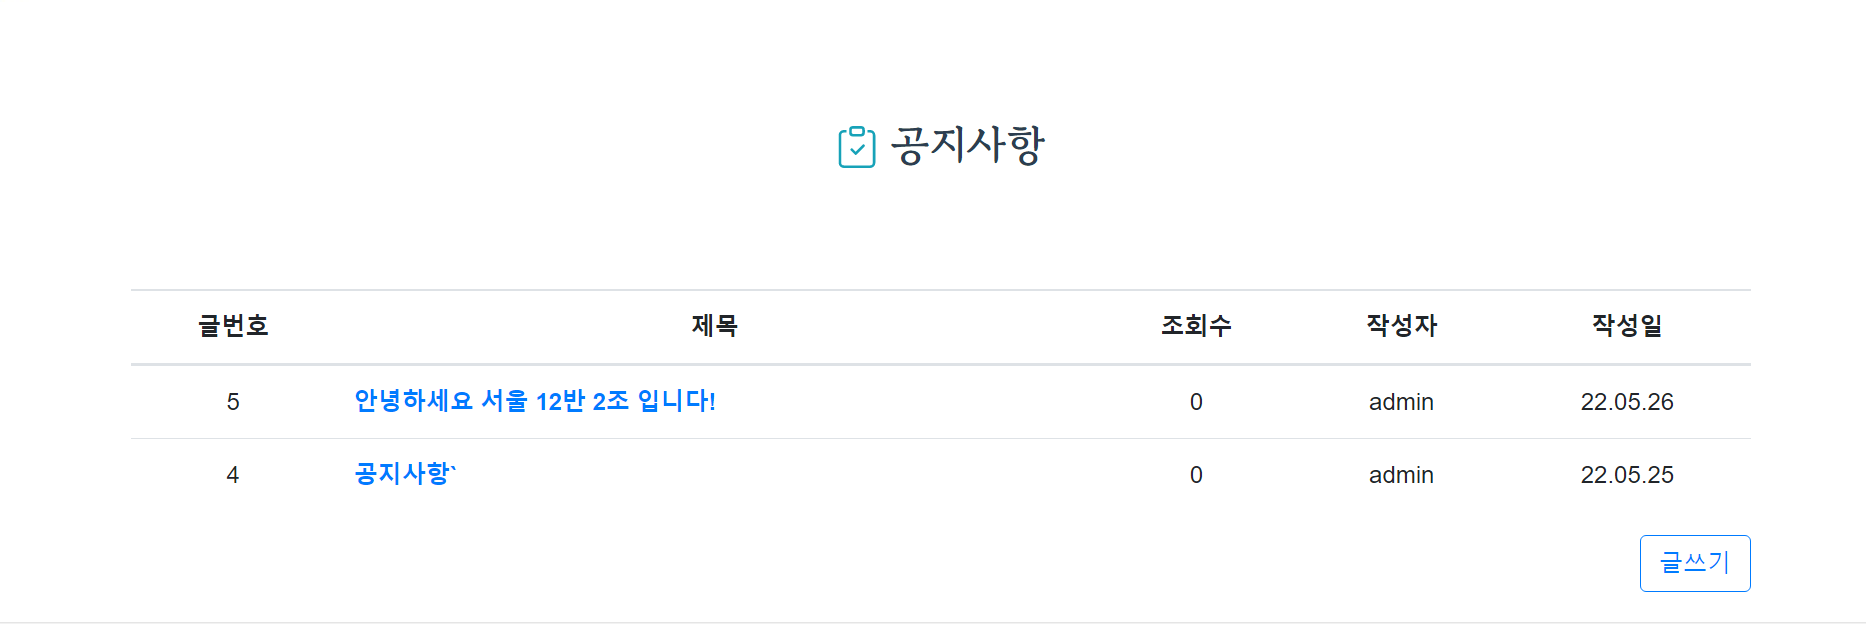 공지사항
글번호 제목 조회수 작성자 작성일
5 안녕하세요 서울 12반 2조 입니다! 0 admin 22.05.26
4 공지사항` 0 admin 22.05.25
글쓰기